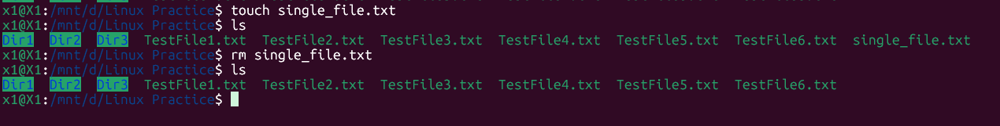 x1@X1:/mnt/d/Linux Practice$ touch single_file.txt
x1@X1:/mnt/d/Linux Practice$ ls
Dir1  Dir2  Dir3  TestFile1.txt  TestFile2.txt  TestFile3.txt  TestFile4.txt  TestFile5.txt  TestFile6.txt  single_file.txt
x1@X1:/mnt/d/Linux Practice$ rm single_file.txt
x1@X1:/mnt/d/Linux Practice$ ls
Dir1  Dir2  Dir3  TestFile1.txt  TestFile2.txt  TestFile3.txt  TestFile4.txt  TestFile5.txt  TestFile6.txt
x1@X1:/mnt/d/Linux Practice$